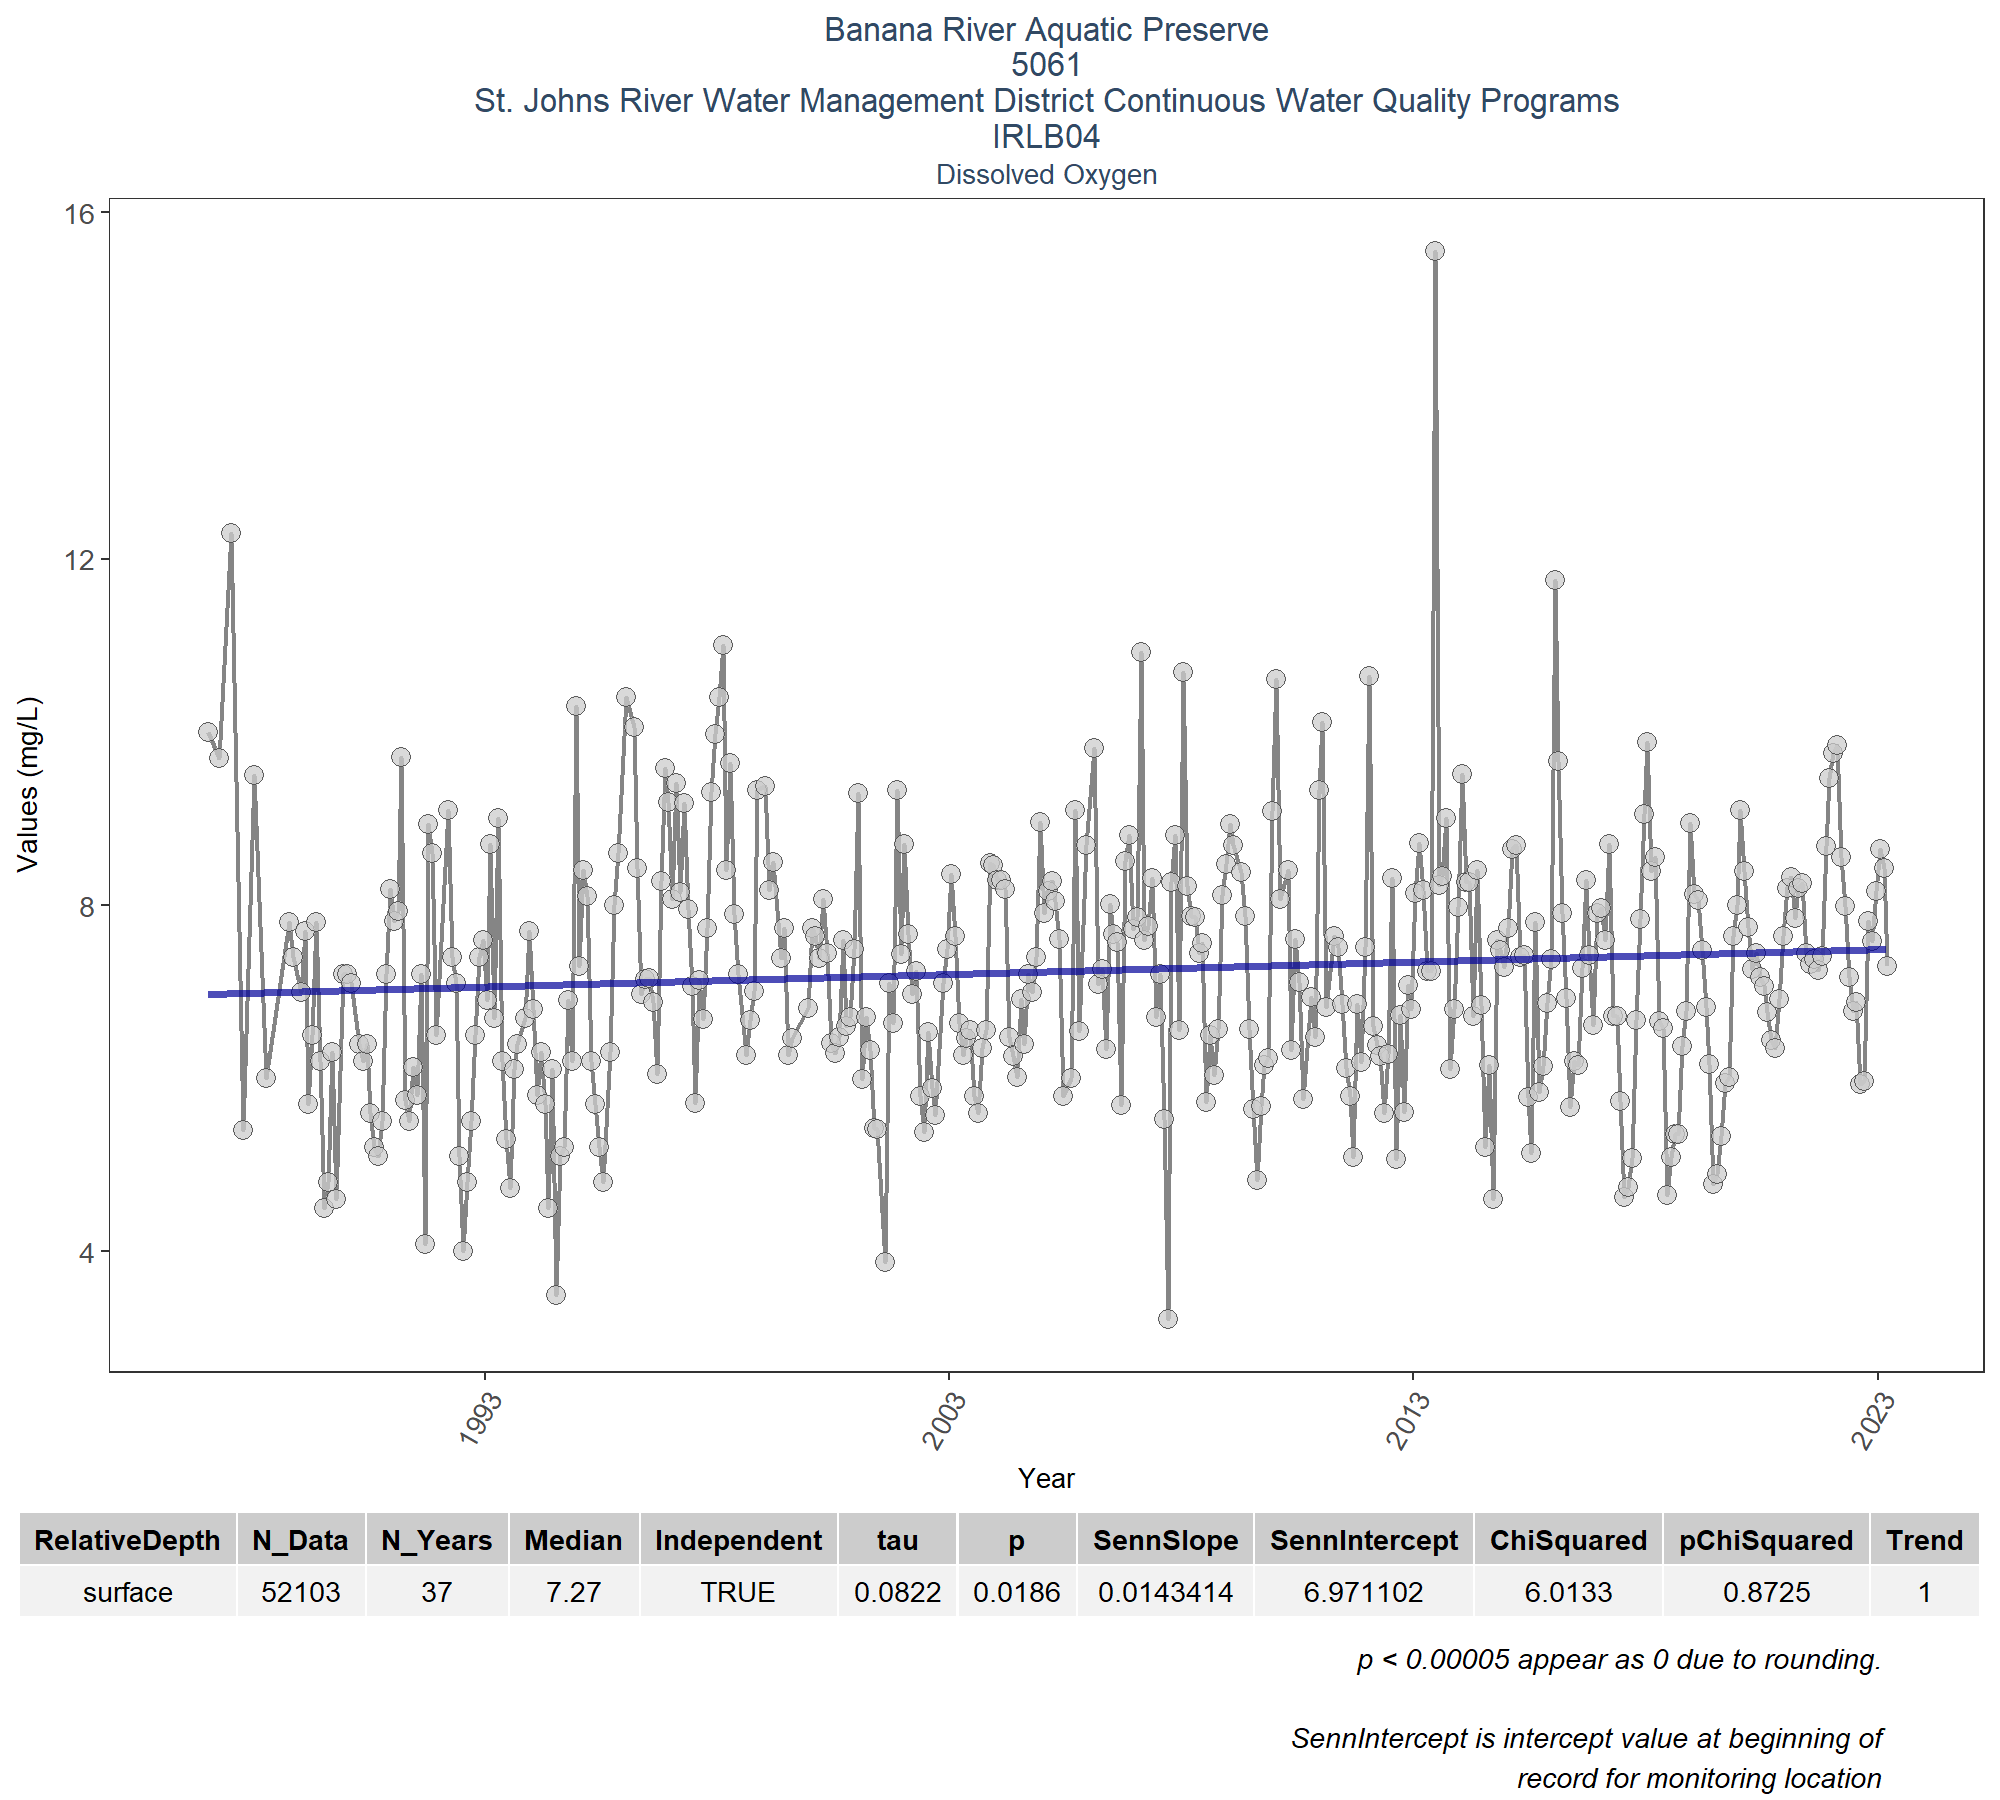 Banana River Aquatic Preserve
5061
St. Johns River Water Management District Continuous Water Quality Programs
IRLB04
Dissolved Oxygen
16
12
8
4
Values (mg/L)
1993
2003
2013
2023
Year
RelativeDepth N_Data N_Years Median Independent tau p SennSlope SennIntercept ChiSquared pChiSquared Trend
surface 52103 37 7.27 TRUE 0.0822 0.0186 0.0143414 6.971102 6.0133 0.8725 1
p < 0.00005 appear as 0 due to rounding.
SennIntercept is intercept value at beginning of
record for monitoring location